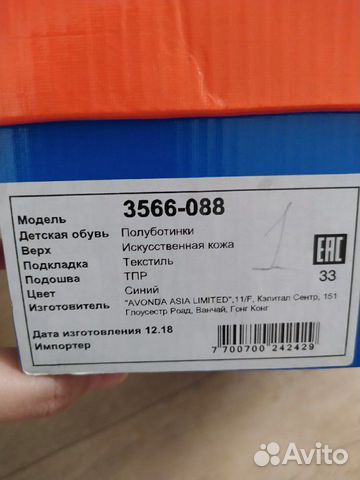 Модель 3566-088
Детская обувь Полуботинки
Верх Искусственная кожа
Подкладка Текстиль
Подошва ТПР
Цвет Синий
Изготовитель "AVONDA ASIA LIMITED",11/F, Кэпитал Сентр, 151
Глоусестр Роад, Ванчай, Гонг Конг
Дата изготовления 12.18
Импортер
1
EAC
33
7 700700 242429
Avito